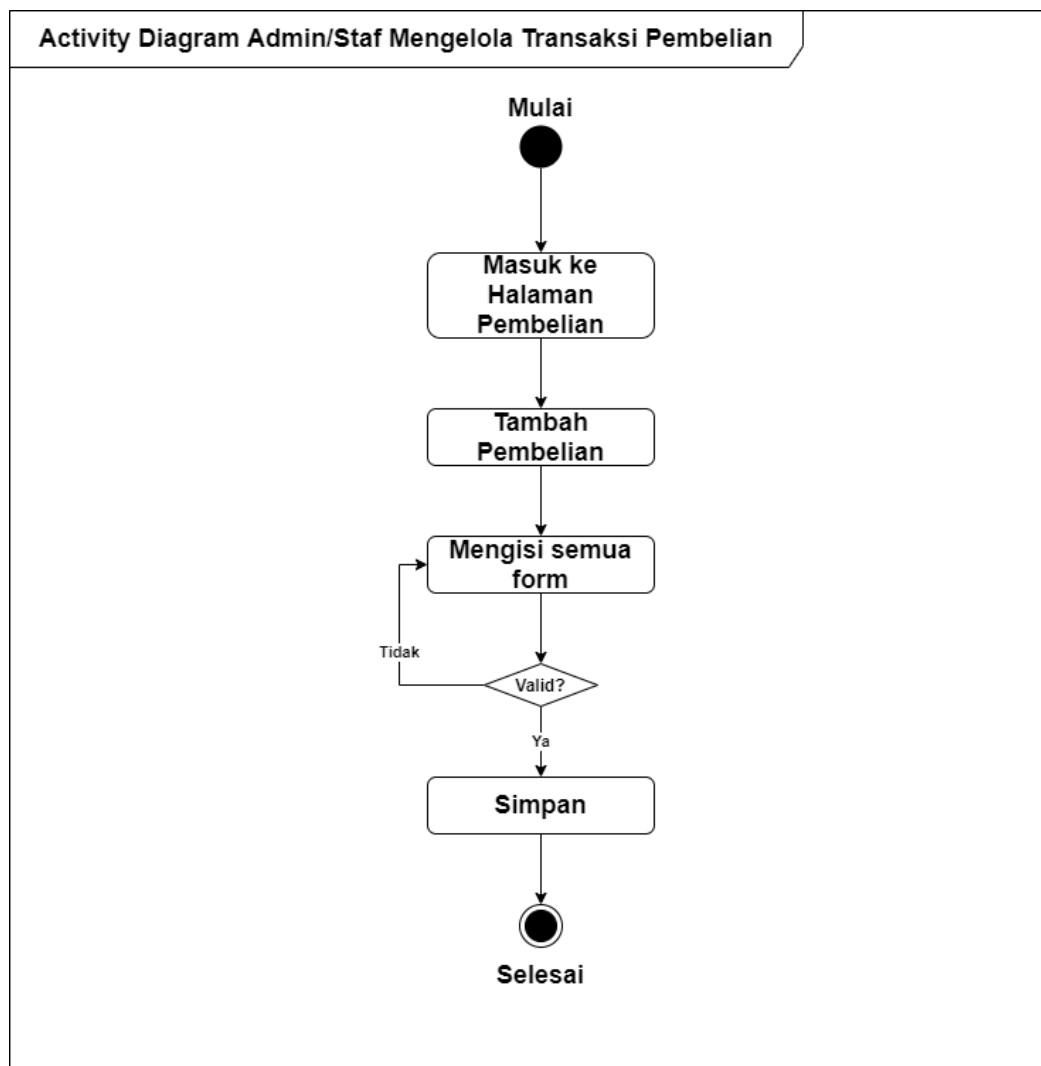 Activity Diagram Admin/Staf Mengelola Transaksi Pembelian
Mulai
Masuk ke
Halaman
Pembelian
Tambah
Pembelian
Mengisi semua
form
Tidak
Valid?
Ya
Simpan
Selesai